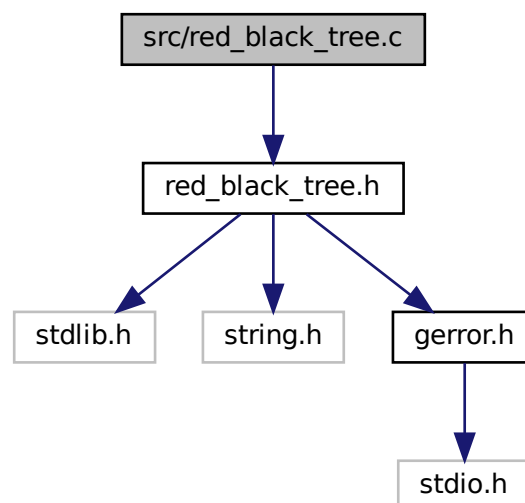 src/red_black_tree.c
red_black_tree.h
stdlib.h
string.h
gerror.h
stdio.h